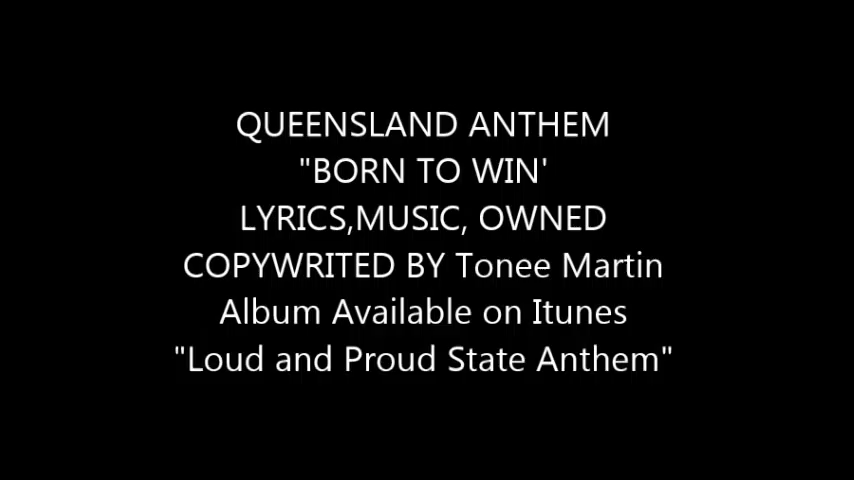 QUEENSLAND ANTHEM
"BORN TO WIN'
LYRICS,MUSIC, OWNED
COPYWRITED BY Tonee Martin
Album Available on Itunes
"Loud and Proud State Anthem"